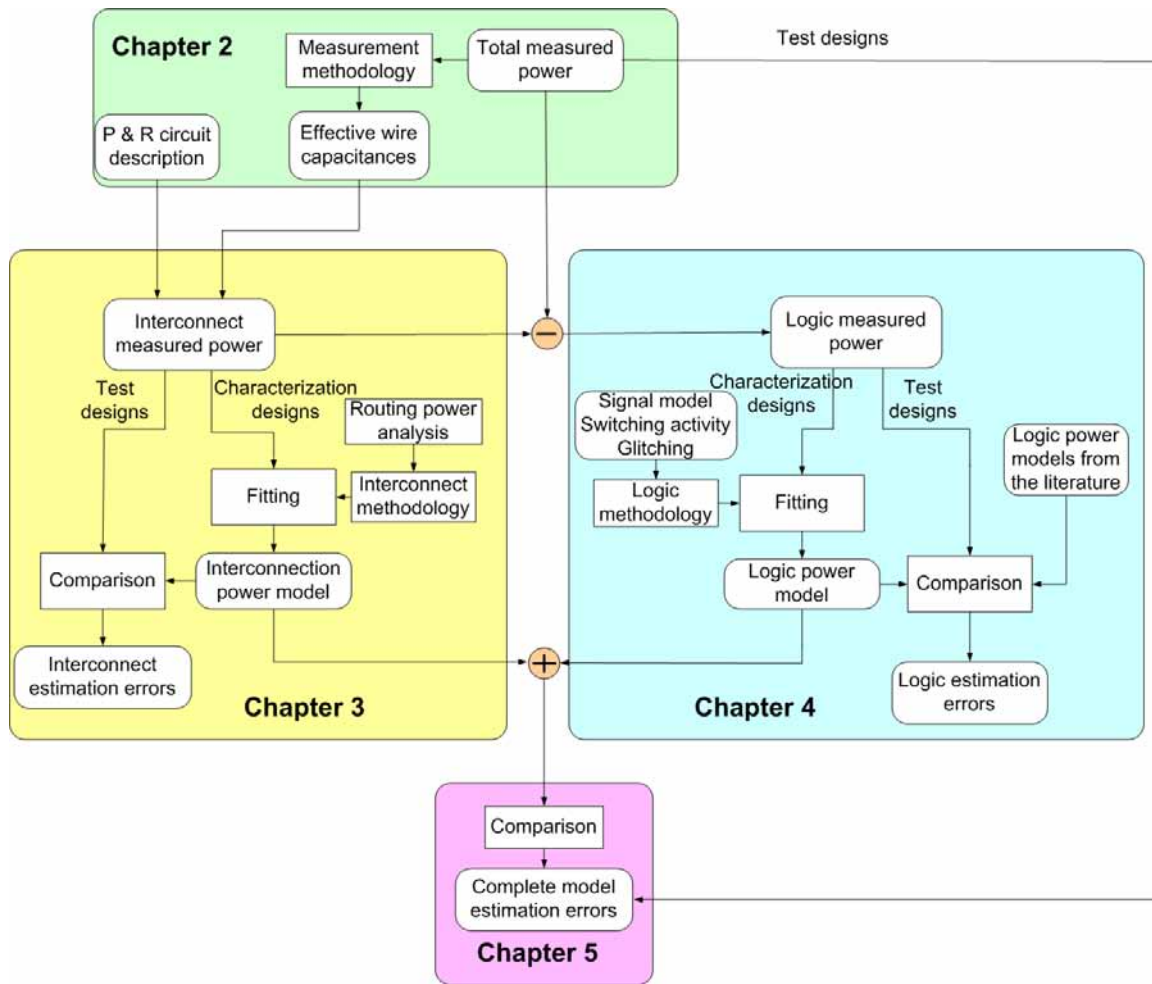 Chapter 2
Measurement
methodology
Total measured
power
Test designs
P & R circuit
description
Effective wire
capacitances
Interconnect
measured power
Logic measured
power
Test
designs
Characterization
designs
Routing power
analysis
Fitting
Interconnect
methodology
Comparison
Interconnection
power model
Interconnect
estimation errors
Chapter 3
Characterization
designs
Test
designs
Signal model
Switching activity
Glitching
Logic power
models from
the literature
Logic
methodology
Fitting
Logic power
model
Comparison
Logic estimation
errors
Chapter 4
Comparison
Complete model
estimation errors
Chapter 5